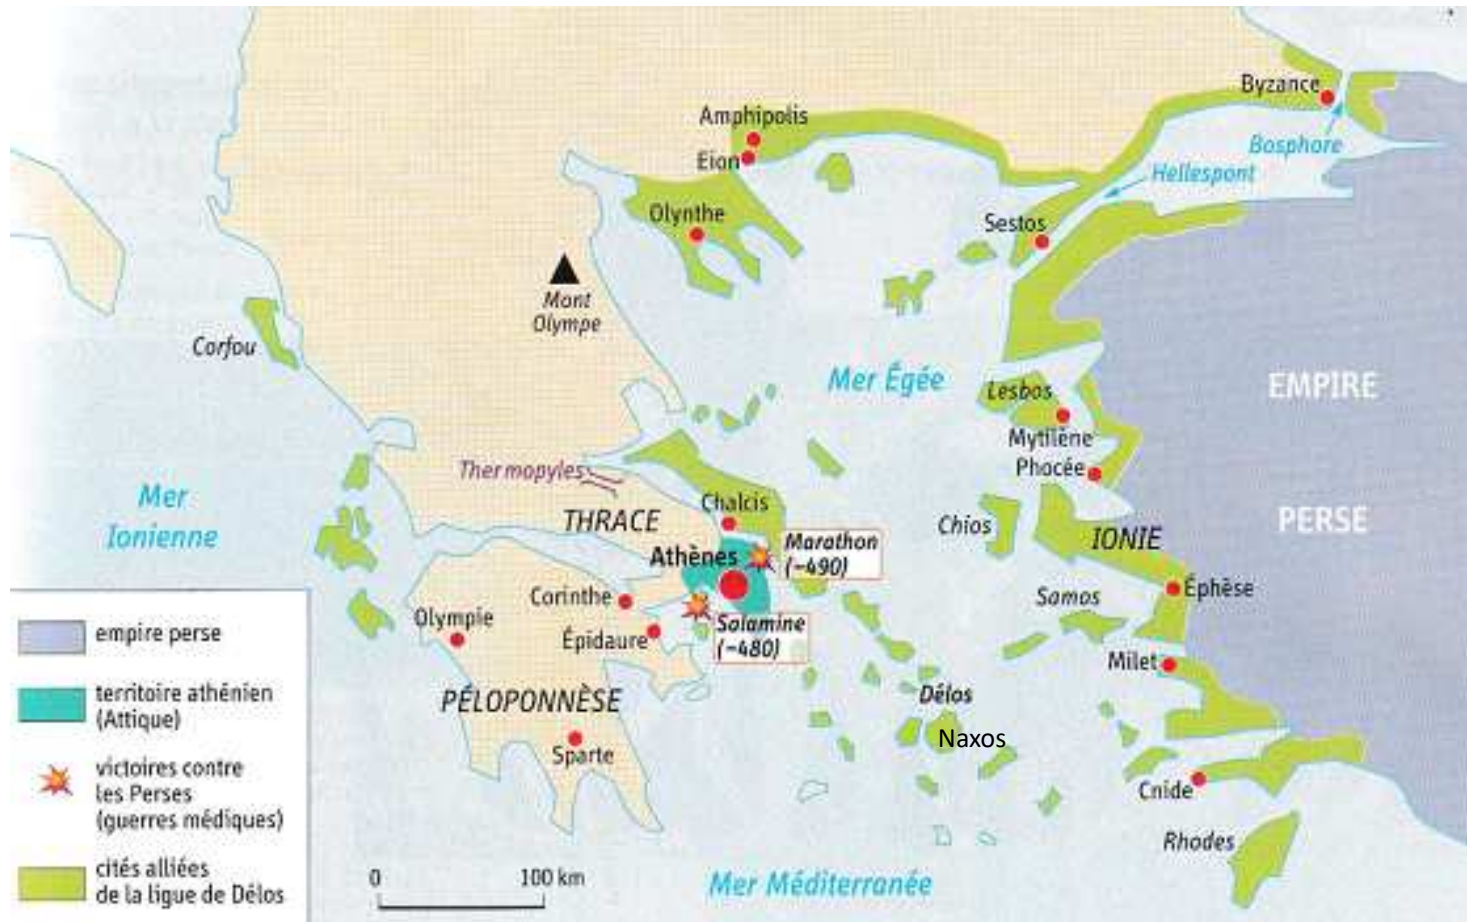 Byzance
Amphipolis
Bosphore
Eion
Hellespont
Olynthe
Sestos
Mont
Olympe
Corfou
Mer Égée
EMPIRE
Lesbos
Mytilène
Phocée
Thermopyles
Mer
Ionienne
Chalcis
THRACE
Chios
PERSE
IONIE
Marathon
(-490)
Athènes
Éphèse
Corinthe
Samos
Olympie
Salamine
(-480)
Épidaure
Milet
PÉLOPONNÈSE
Délos
Naxos
Sparte
Cnide
Rhodes
empire perse
territoire athénien
(Attique)
victoires contre
les Perses
(guerres médiques)
cités alliées
de la ligue de Délos
0
100 km
Mer Méditerranée